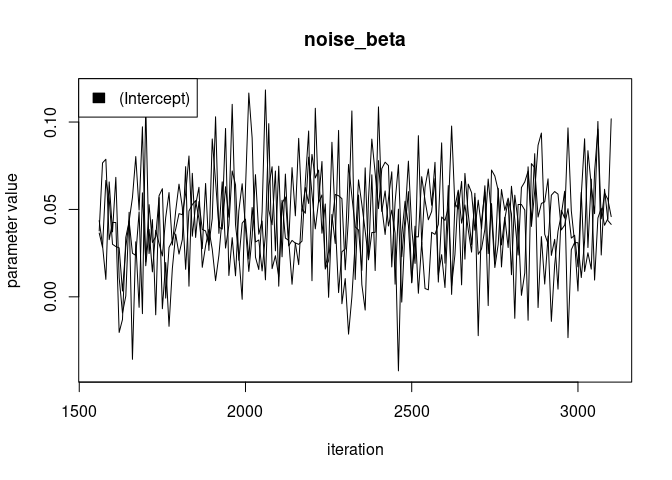 noise_beta
(Intercept)
parameter value
0.10
0.05
0.00
1500 2000 2500 3000
iteration